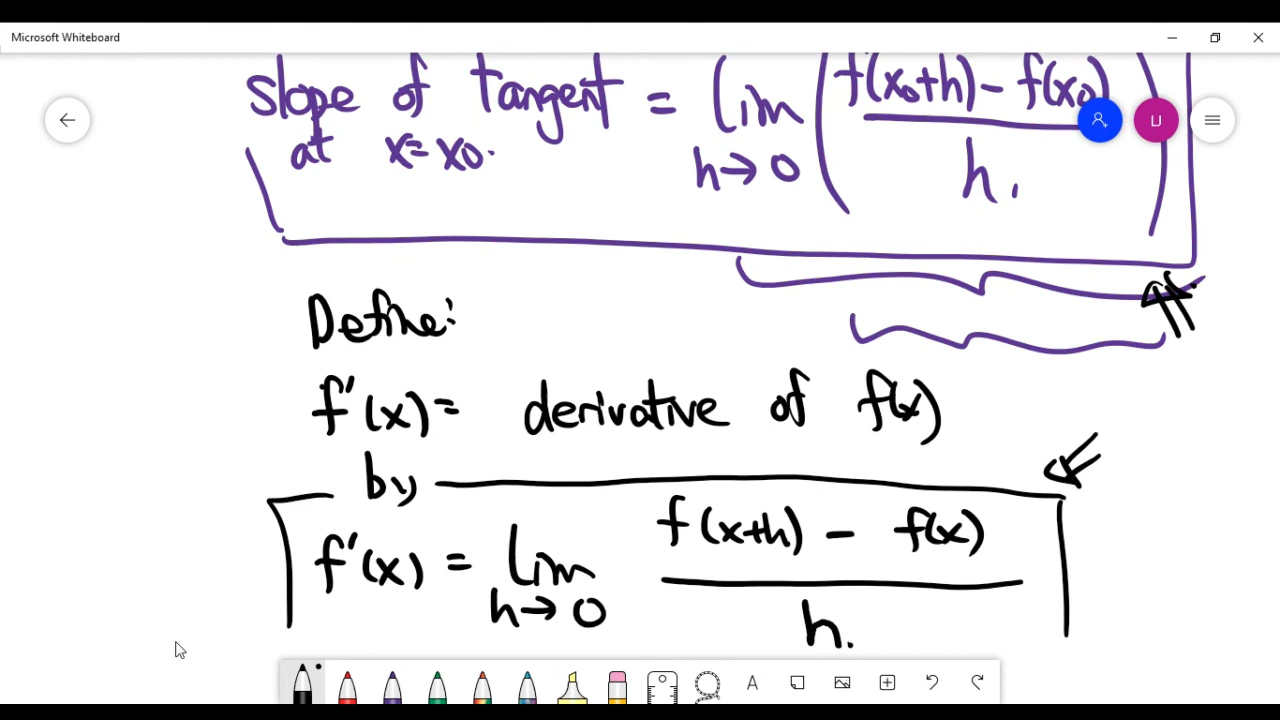 Microsoft Whiteboard
slope of tangent = lim ( f(x0+h) − f(x0) / h. )
at x=x0. h→0
U
Define:
f'(x) = derivative of f(x)
by
f'(x) = lim f(x+h) − f(x) / h.
h→0
A